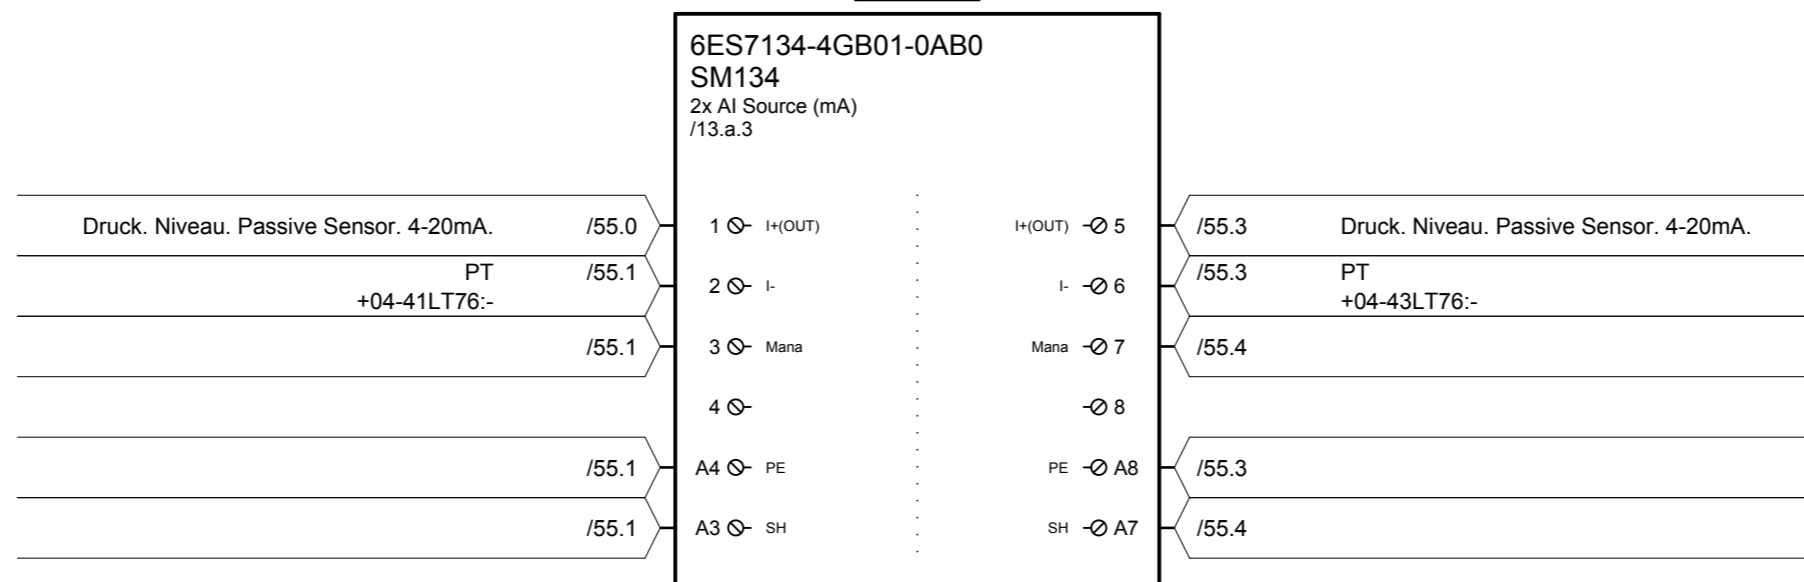 6ES7134-4GB01-0AB0
SM134
2x AI Source (mA)
/13.a.3
Druck. Niveau. Passive Sensor. 4-20mA. /55.0 1 I+(OUT) I+(OUT) 5 /55.3 Druck. Niveau. Passive Sensor. 4-20mA.
PT /55.1 2 I- I- 6 /55.3 PT
+04-41LT76:- +04-43LT76:-
/55.1 3 Mana Mana 7 /55.4
4 8
/55.1 A4 PE PE A8 /55.3
/55.1 A3 SH SH A7 /55.4